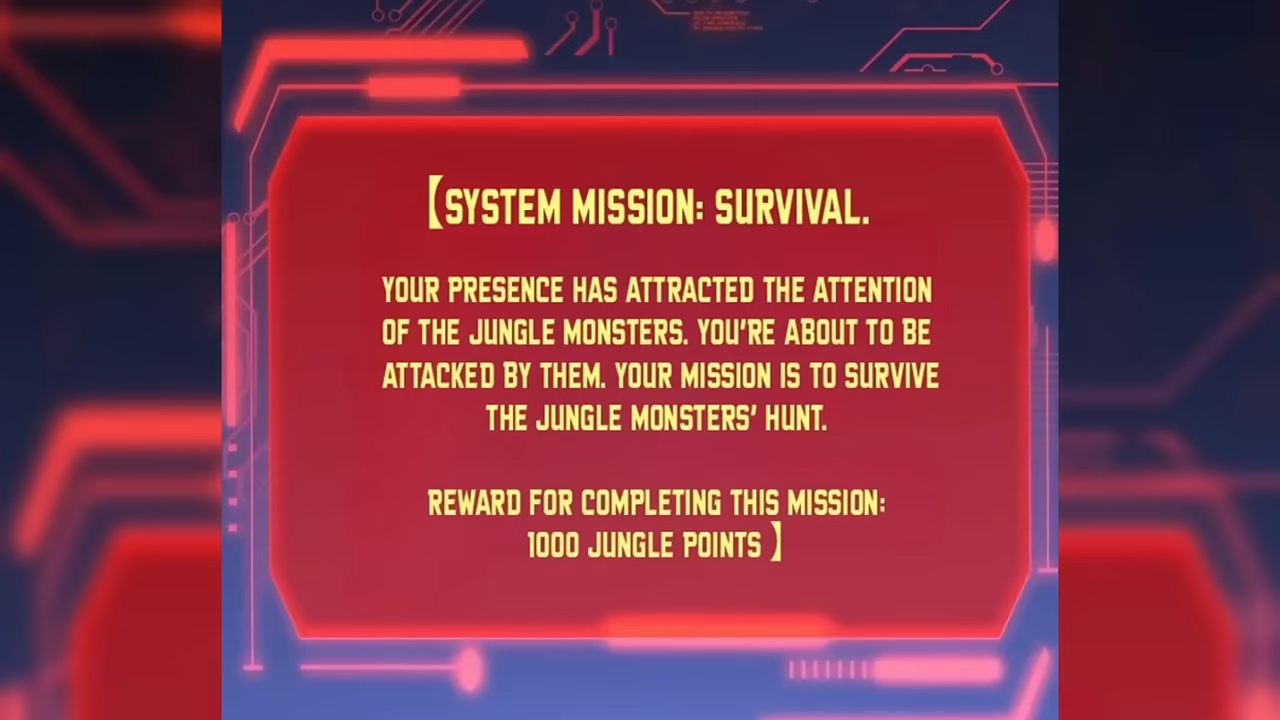 【SYSTEM MISSION: SURVIVAL.
YOUR PRESENCE HAS ATTRACTED THE ATTENTION
OF THE JUNGLE MONSTERS. YOU'RE ABOUT TO BE
ATTACKED BY THEM. YOUR MISSION IS TO SURVIVE
THE JUNGLE MONSTERS' HUNT.
REWARD FOR COMPLETING THIS MISSION:
1000 JUNGLE POINTS】